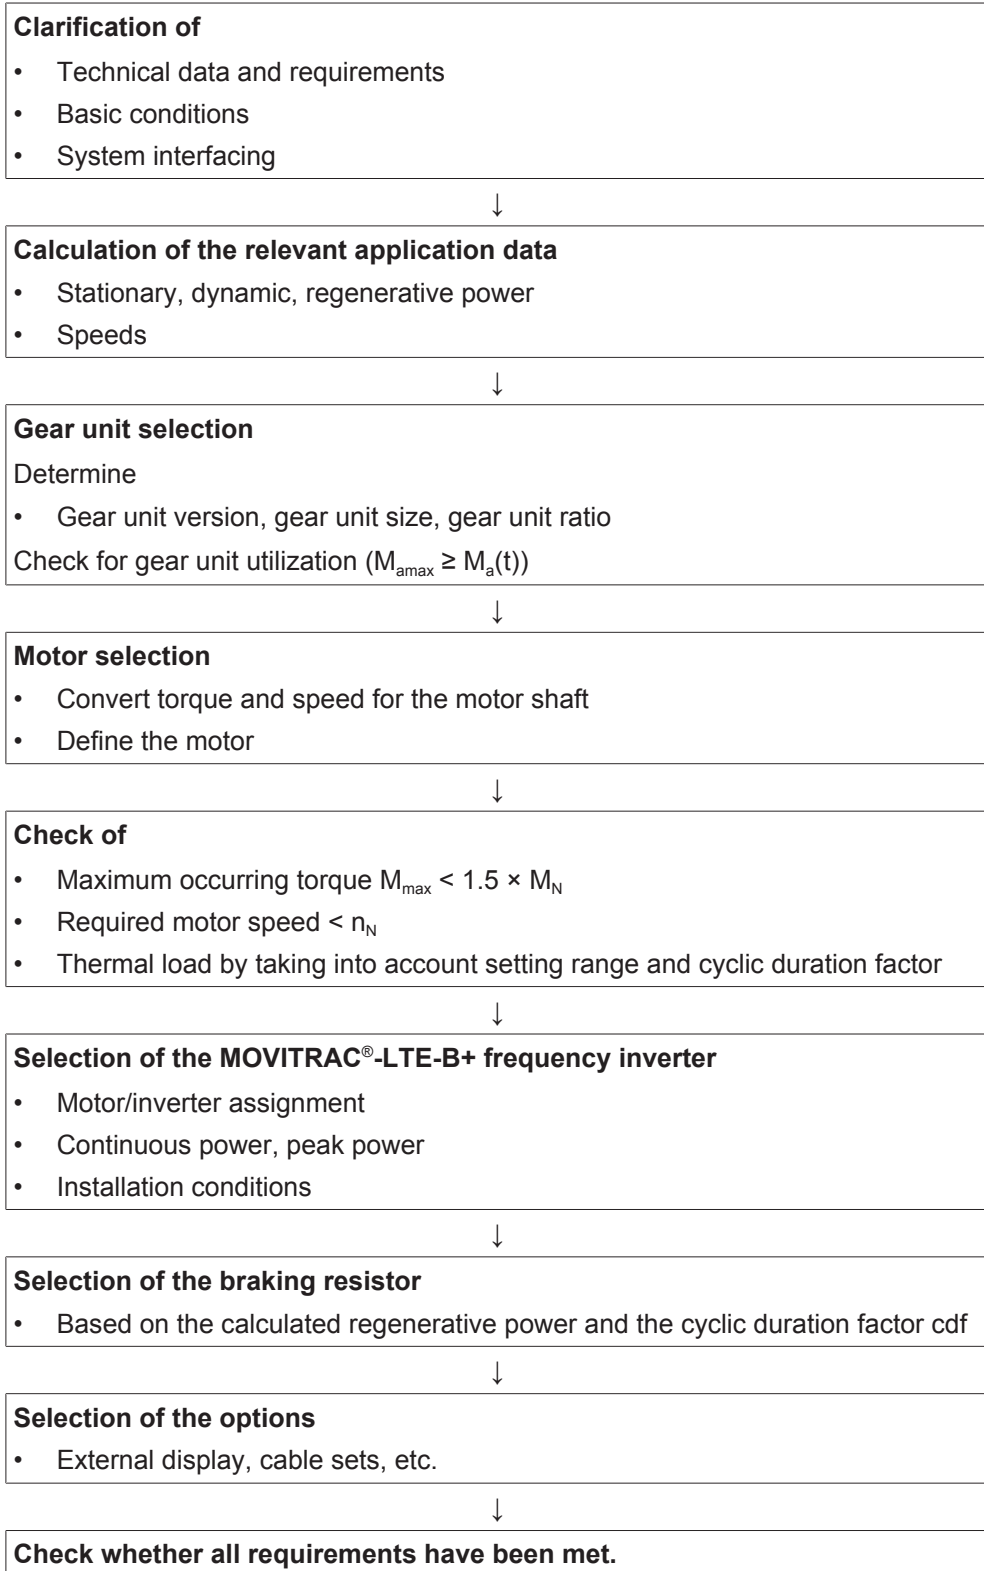 Clarification of
• Technical data and requirements
• Basic conditions
• System interfacing
↓
Calculation of the relevant application data
• Stationary, dynamic, regenerative power
• Speeds
↓
Gear unit selection
Determine
• Gear unit version, gear unit size, gear unit ratio
Check for gear unit utilization (Mamax ≥ Ma(t))
↓
Motor selection
• Convert torque and speed for the motor shaft
• Define the motor
↓
Check of
• Maximum occurring torque Mmax < 1.5 × MN
• Required motor speed < nN
• Thermal load by taking into account setting range and cyclic duration factor
↓
Selection of the MOVITRAC®-LTE-B+ frequency inverter
• Motor/inverter assignment
• Continuous power, peak power
• Installation conditions
↓
Selection of the braking resistor
• Based on the calculated regenerative power and the cyclic duration factor cdf
↓
Selection of the options
• External display, cable sets, etc.
↓
Check whether all requirements have been met.